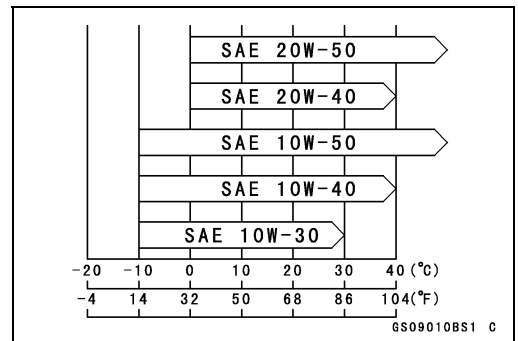 SAE 20W-50
SAE 20W-40
SAE 10W-50
SAE 10W-40
SAE 10W-30
-20 -10 0 10 20 30 40 (°C)
-4 14 32 50 68 86 104(°F)
GS09010BS1 C